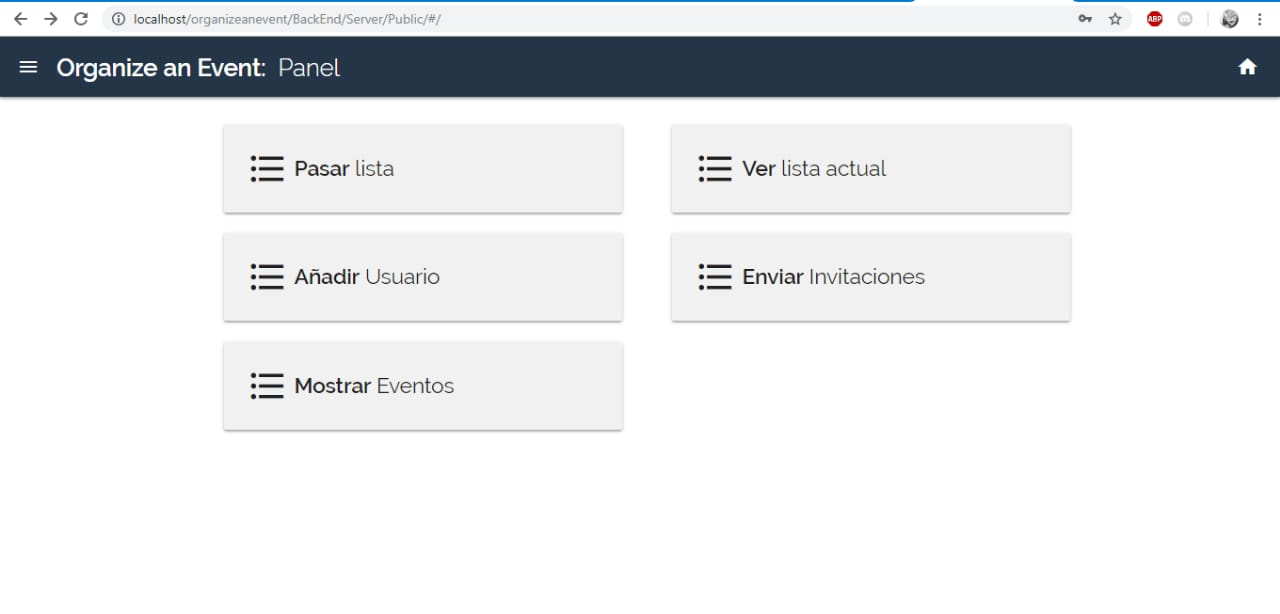 localhost/organizeanevent/BackEnd/Server/Public/#/
ABP
Organize an Event: Panel
Pasar lista
Ver lista actual
Añadir Usuario
Enviar Invitaciones
Mostrar Eventos